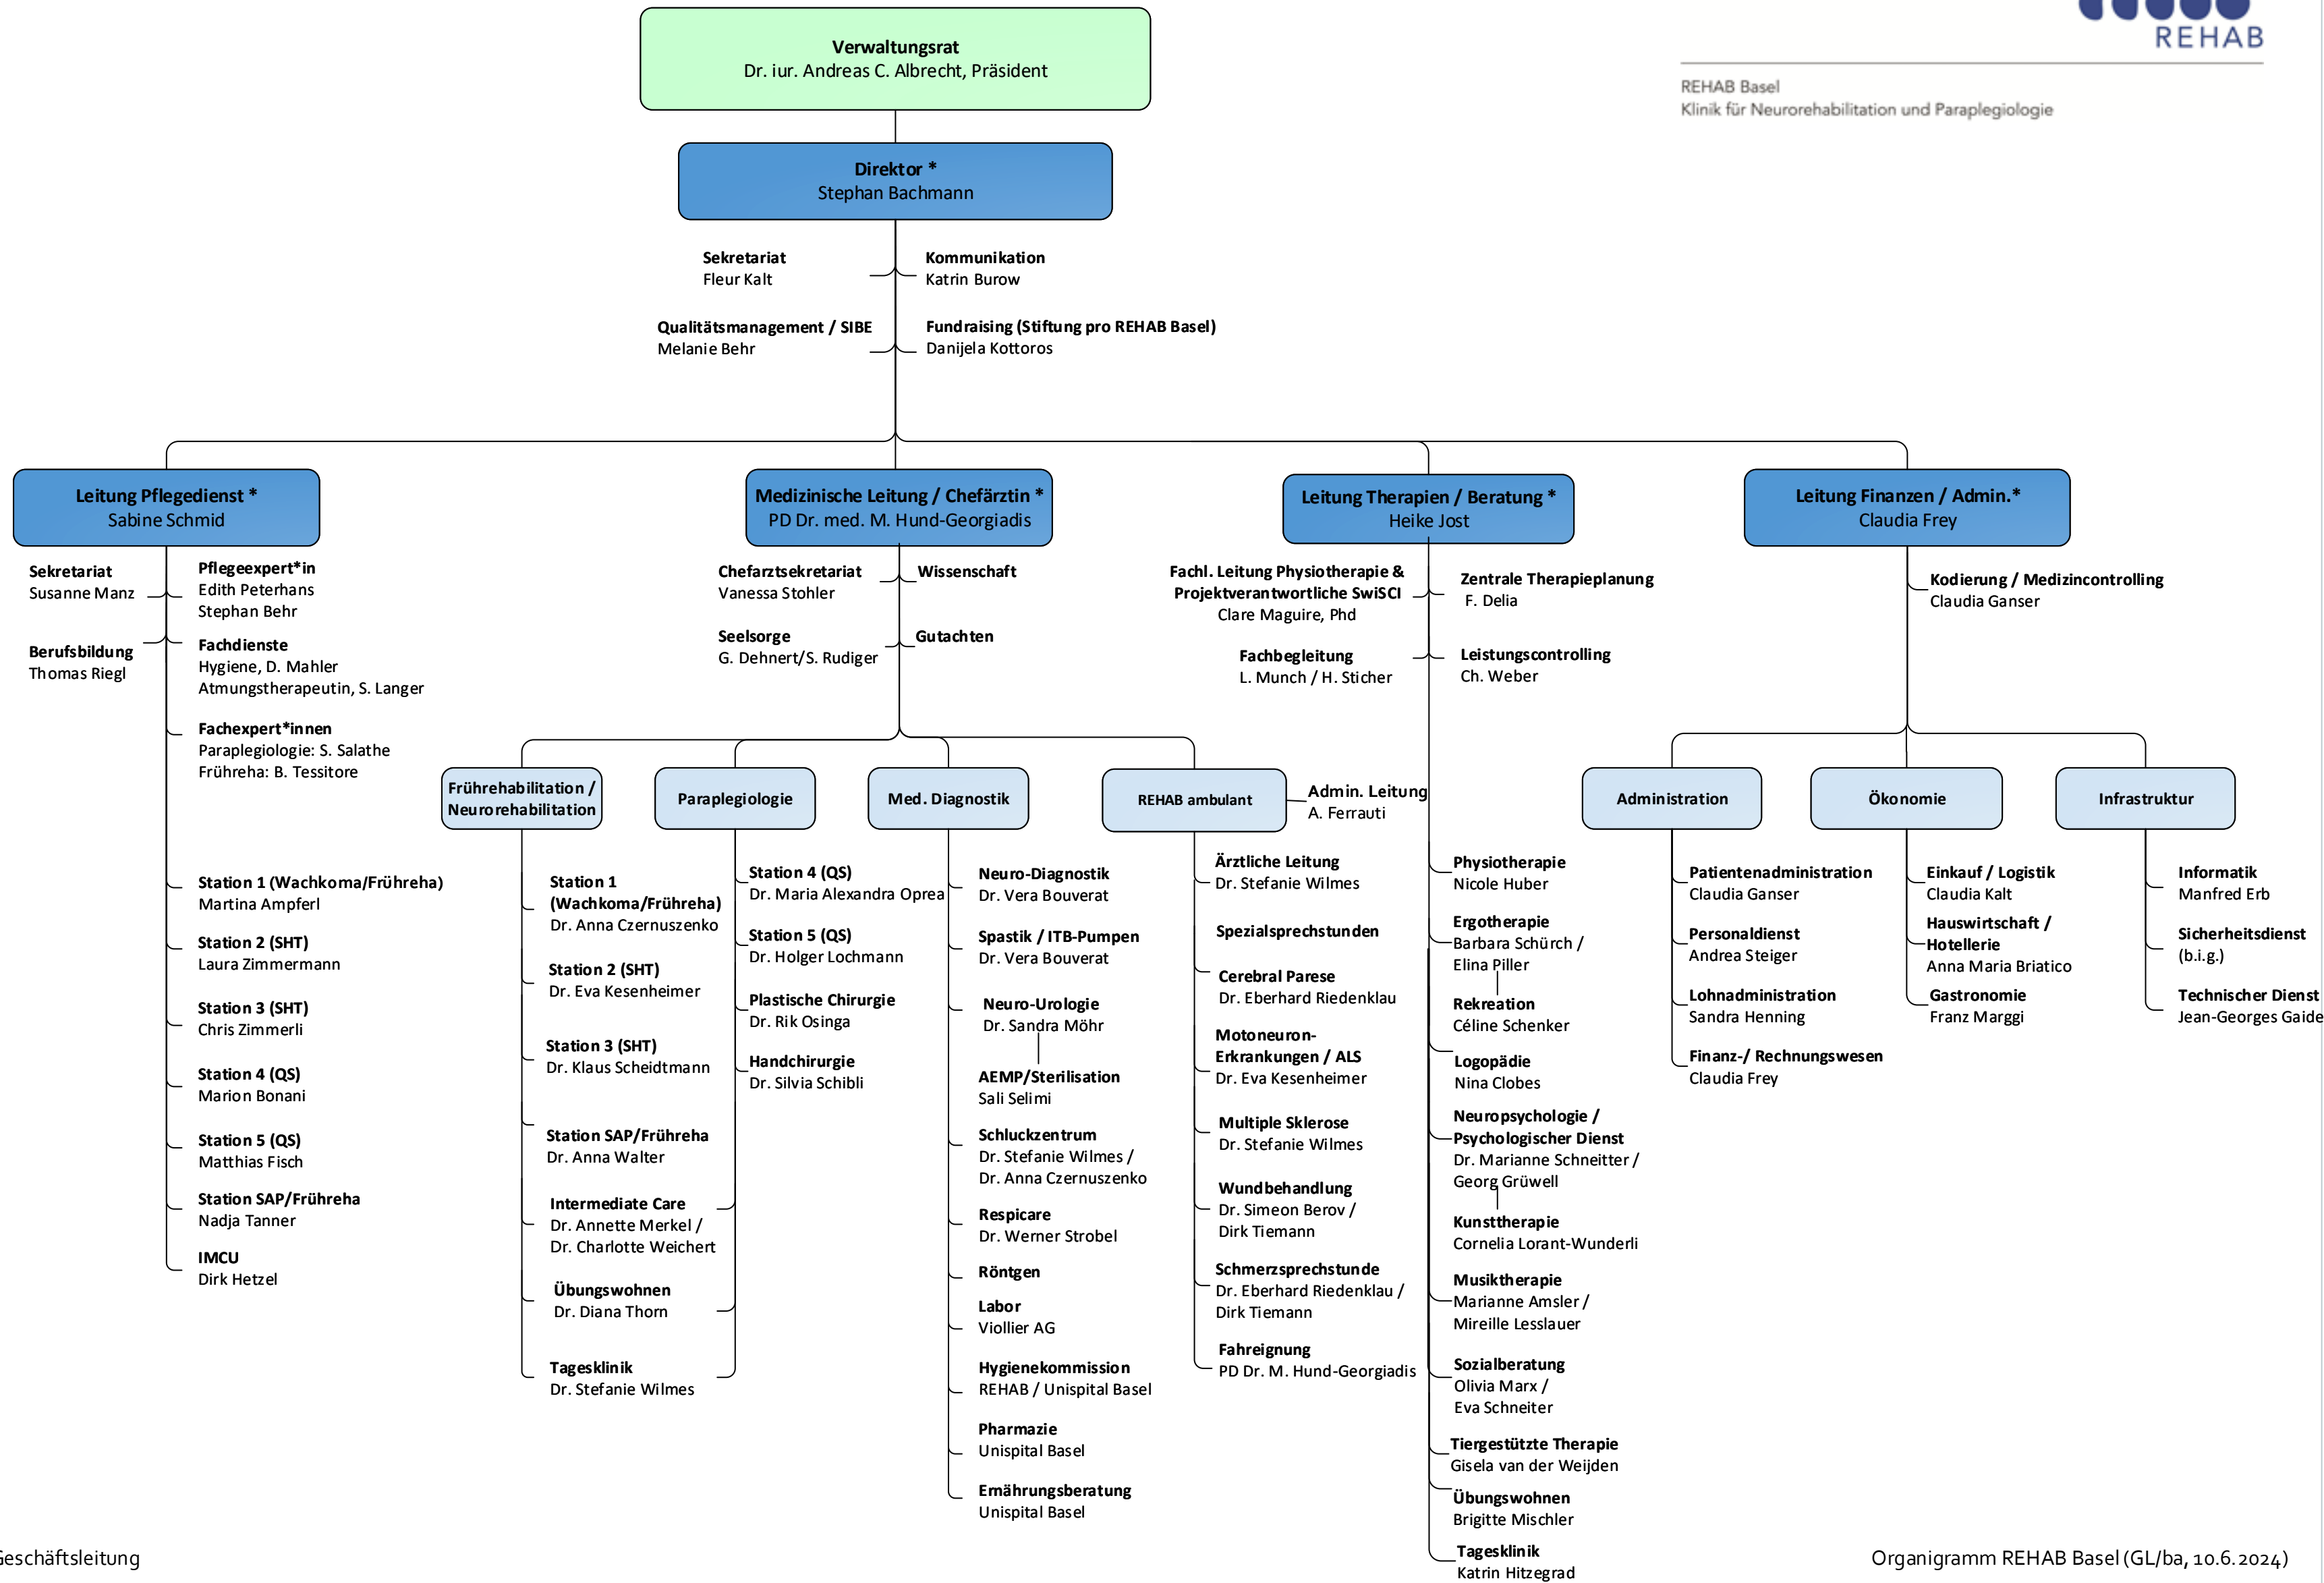 REHAB
REHAB Basel
Klinik für Neurorehabilitation und Paraplegiologie
Verwaltungsrat
Dr. iur. Andreas C. Albrecht, Präsident
Direktor *
Stephan Bachmann
Sekretariat
Fleur Kalt
Kommunikation
Katrin Burow
Qualitätsmanagement / SIBE
Melanie Behr
Fundraising (Stiftung pro REHAB Basel)
Danijela Kottoros
Leitung Pflegedienst *
Sabine Schmid
Sekretariat
Susanne Manz
Pflegeexpert*in
Edith Peterhans
Stephan Behr
Berufsbildung
Thomas Riegl
Fachdienste
Hygiene, D. Mahler
Atmungstherapeutin, S. Langer
Fachexpert*innen
Paraplegiologie: S. Salathe
Frühreha: B. Tessitore
Station 1 (Wachkoma/Frühreha)
Martina Ampferl
Station 2 (SHT)
Laura Zimmermann
Station 3 (SHT)
Chris Zimmerli
Station 4 (QS)
Marion Bonani
Station 5 (QS)
Matthias Fisch
Station SAP/Frühreha
Nadja Tanner
IMCU
Dirk Hetzel
Medizinische Leitung / Chefärztin *
PD Dr. med. M. Hund-Georgiadis
Chefarztsekretariat
Vanessa Stohler
Wissenschaft
Seelsorge
G. Dehnert/S. Rudiger
Gutachten
Frührehabilitation /
Neurorehabilitation
Station 1
(Wachkoma/Frühreha)
Dr. Anna Czernuszenko
Station 2 (SHT)
Dr. Eva Kesenheimer
Station 3 (SHT)
Dr. Klaus Scheidtmann
Station SAP/Frühreha
Dr. Anna Walter
Intermediate Care
Dr. Annette Merkel /
Dr. Charlotte Weichert
Übungswohnen
Dr. Diana Thorn
Tagesklinik
Dr. Stefanie Wilmes
Paraplegiologie
Station 4 (QS)
Dr. Maria Alexandra Oprea
Station 5 (QS)
Dr. Holger Lochmann
Plastische Chirurgie
Dr. Rik Osinga
Handchirurgie
Dr. Silvia Schibli
Med. Diagnostik
Neuro-Diagnostik
Dr. Vera Bouverat
Spastik / ITB-Pumpen
Dr. Vera Bouverat
Neuro-Urologie
Dr. Sandra Möhr
AEMP/Sterilisation
Sali Selimi
Schluckzentrum
Dr. Stefanie Wilmes /
Dr. Anna Czernuszenko
Respicare
Dr. Werner Strobel
Röntgen
Labor
Viollier AG
Hygienekommission
REHAB / Unispital Basel
Pharmazie
Unispital Basel
Ernährungsberatung
Unispital Basel
REHAB ambulant
Admin. Leitung
A. Ferrauti
Ärztliche Leitung
Dr. Stefanie Wilmes
Spezialsprechstunden
Cerebral Parese
Dr. Eberhard Riedenklau
Motoneuron-
Erkrankungen / ALS
Dr. Eva Kesenheimer
Multiple Sklerose
Dr. Stefanie Wilmes
Wundbehandlung
Dr. Simeon Berov /
Dirk Tiemann
Schmerzsprechstunde
Dr. Eberhard Riedenklau /
Dirk Tiemann
Fahreignung
PD Dr. M. Hund-Georgiadis
Leitung Therapien / Beratung *
Heike Jost
Fachl. Leitung Physiotherapie &
Projektverantwortliche SwiSCI
Clare Maguire, Phd
Zentrale Therapieplanung
F. Delia
Fachbegleitung
L. Munch / H. Sticher
Leistungscontrolling
Ch. Weber
Physiotherapie
Nicole Huber
Ergotherapie
Barbara Schürch /
Elina Piller
Rekreation
Céline Schenker
Logopädie
Nina Clobes
Neuropsychologie /
Psychologischer Dienst
Dr. Marianne Schneitter /
Georg Grüwell
Kunsttherapie
Cornelia Lorant-Wunderli
Musiktherapie
Marianne Amsler /
Mireille Lesslauer
Sozialberatung
Olivia Marx /
Eva Schneiter
Tiergestützte Therapie
Gisela van der Weijden
Übungswohnen
Brigitte Mischler
Tagesklinik
Katrin Hitzegrad
Leitung Finanzen / Admin.*
Claudia Frey
Kodierung / Medizincontrolling
Claudia Ganser
Administration
Patientenadministration
Claudia Ganser
Personaldienst
Andrea Steiger
Lohnadministration
Sandra Henning
Finanz-/ Rechnungswesen
Claudia Frey
Ökonomie
Einkauf / Logistik
Claudia Kalt
Hauswirtschaft /
Hotellerie
Anna Maria Briatico
Gastronomie
Franz Marggi
Infrastruktur
Informatik
Manfred Erb
Sicherheitsdienst
(b.i.g.)
Technischer Dienst
Jean-Georges Gaide
Geschäftsleitung
Organigramm REHAB Basel (GL/ba, 10.6.2024)